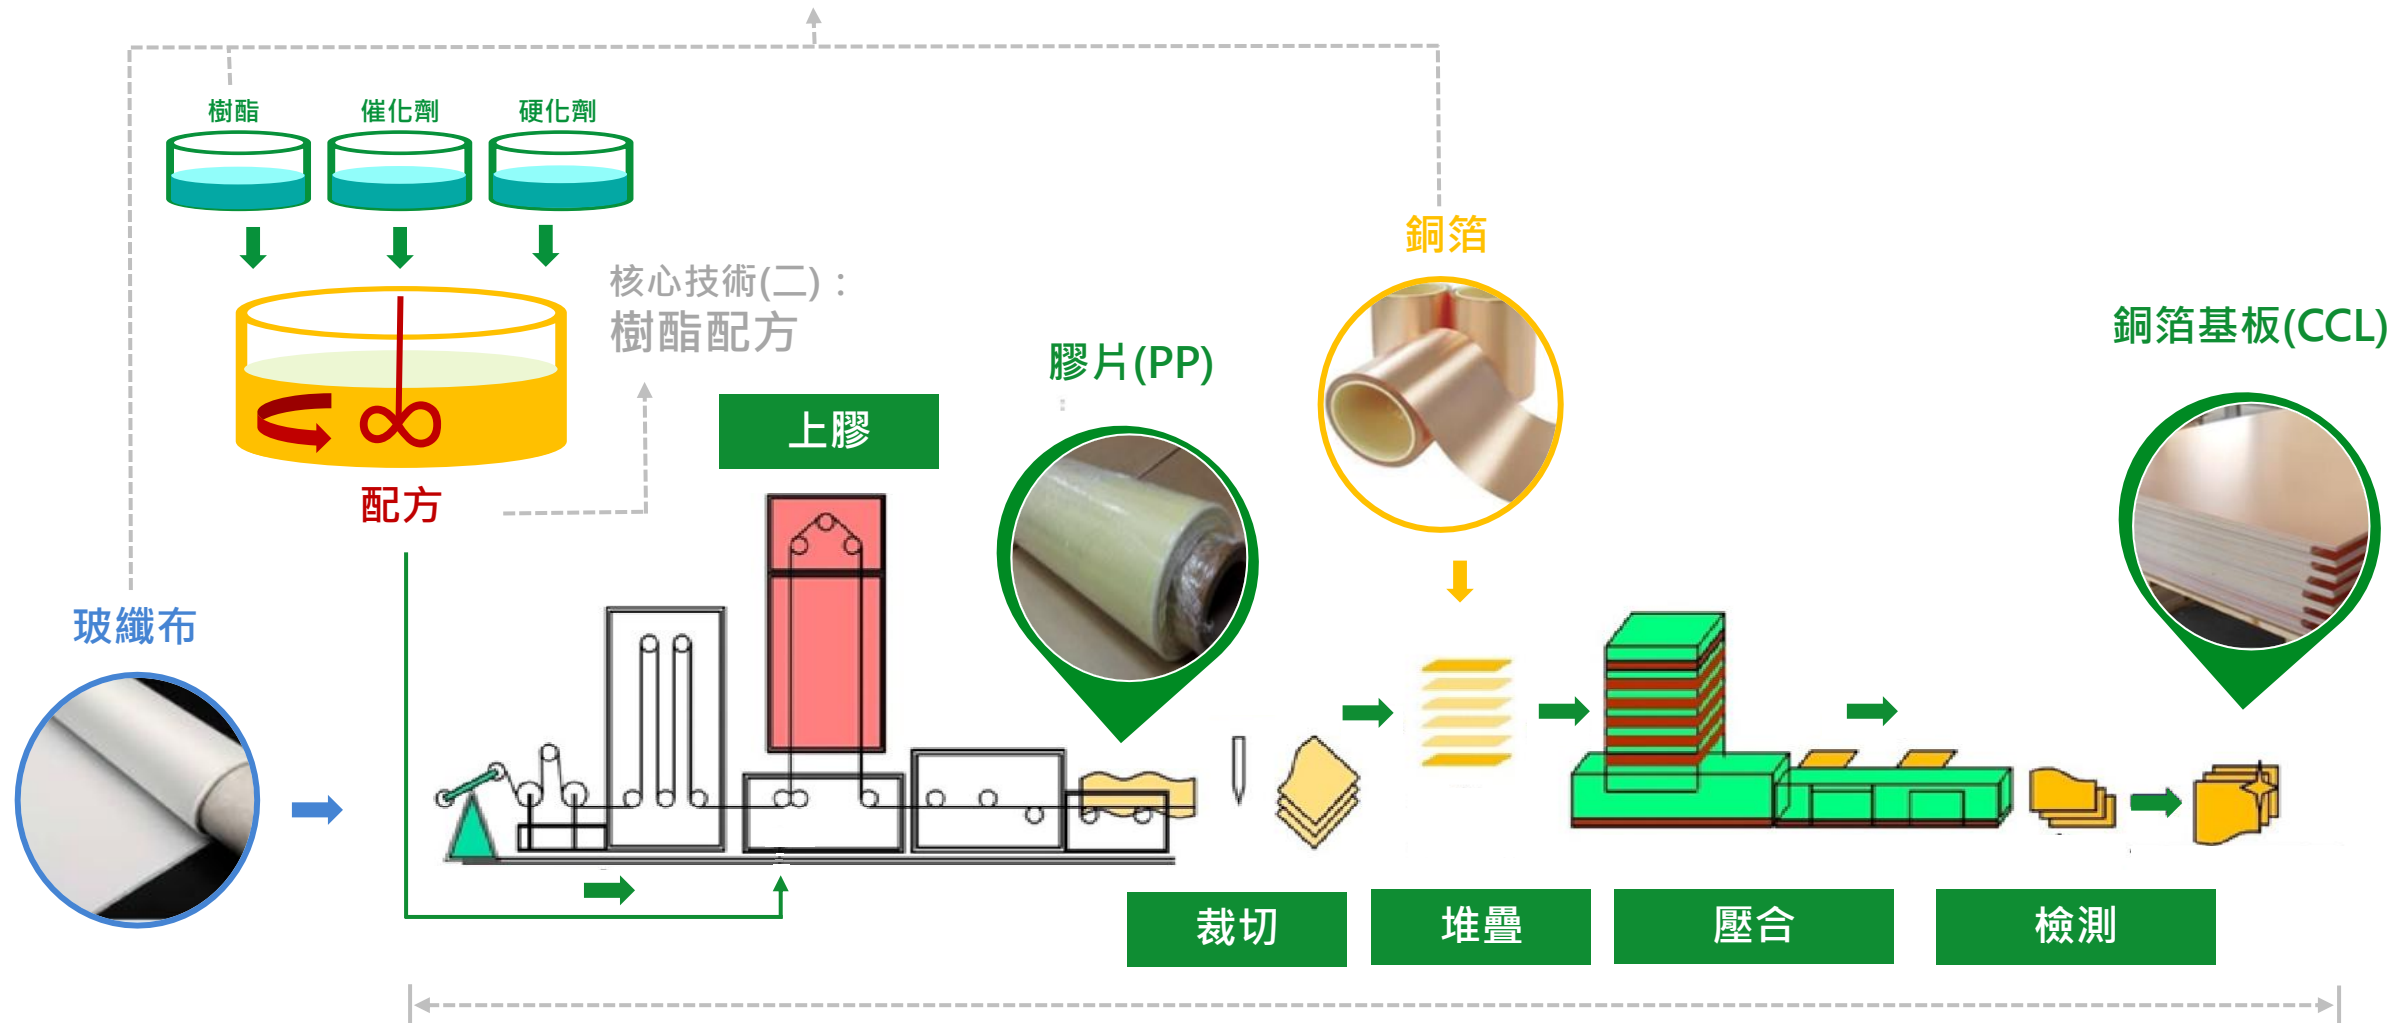 樹酯
催化劑
硬化劑
核心技術(二)：
樹酯配方
配方
玻纖布
上膠
膠片(PP)
銅箔
銅箔基板(CCL)
裁切
堆疊
壓合
檢測